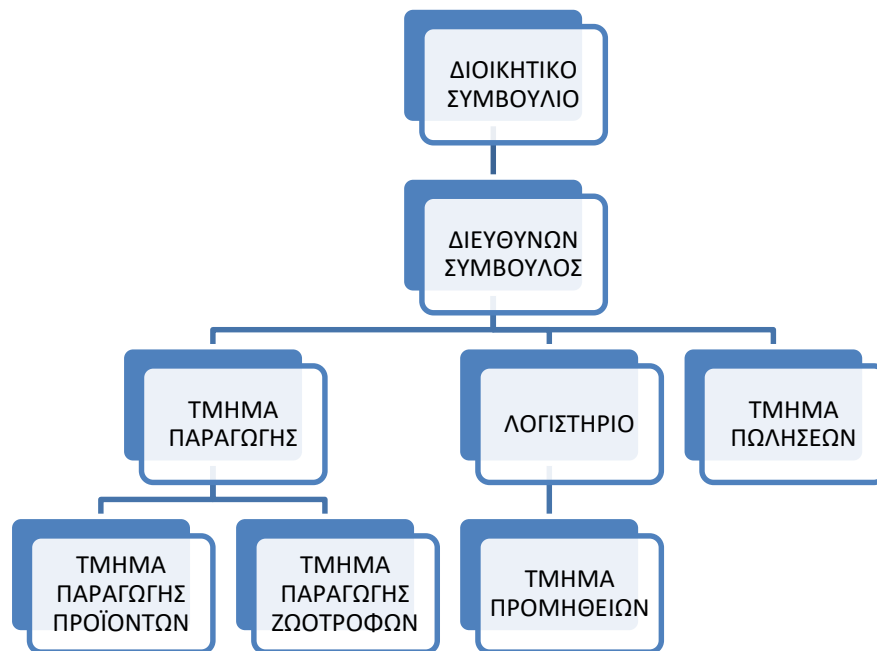 ΔΙΟΙΚΗΤΙΚΟ
ΣΥΜΒΟΥΛΙΟ
ΔΙΕΥΘΥΝΩΝ
ΣΥΜΒΟΥΛΟΣ
ΤΜΗΜΑ
ΠΑΡΑΓΩΓΗΣ
ΛΟΓΙΣΤΗΡΙΟ
ΤΜΗΜΑ
ΠΩΛΗΣΕΩΝ
ΤΜΗΜΑ
ΠΑΡΑΓΩΓΗΣ
ΠΡΟΪΟΝΤΩΝ
ΤΜΗΜΑ
ΠΑΡΑΓΩΓΗΣ
ΖΩΟΤΡΟΦΩΝ
ΤΜΗΜΑ
ΠΡΟΜΗΘΕΙΩΝ